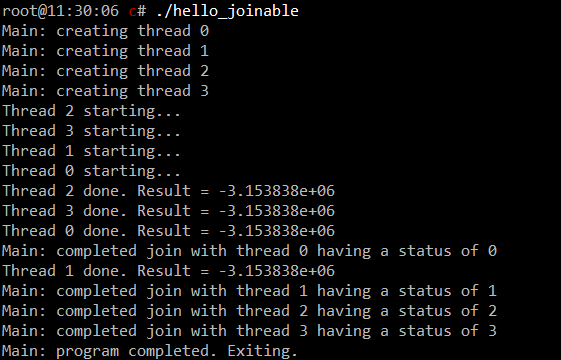 root@11:30:06 c# ./hello_joinable
Main: creating thread 0
Main: creating thread 1
Main: creating thread 2
Main: creating thread 3
Thread 2 starting...
Thread 3 starting...
Thread 1 starting...
Thread 0 starting...
Thread 2 done. Result = -3.153838e+06
Thread 3 done. Result = -3.153838e+06
Thread 0 done. Result = -3.153838e+06
Main: completed join with thread 0 having a status of 0
Thread 1 done. Result = -3.153838e+06
Main: completed join with thread 1 having a status of 1
Main: completed join with thread 2 having a status of 2
Main: completed join with thread 3 having a status of 3
Main: program completed. Exiting.